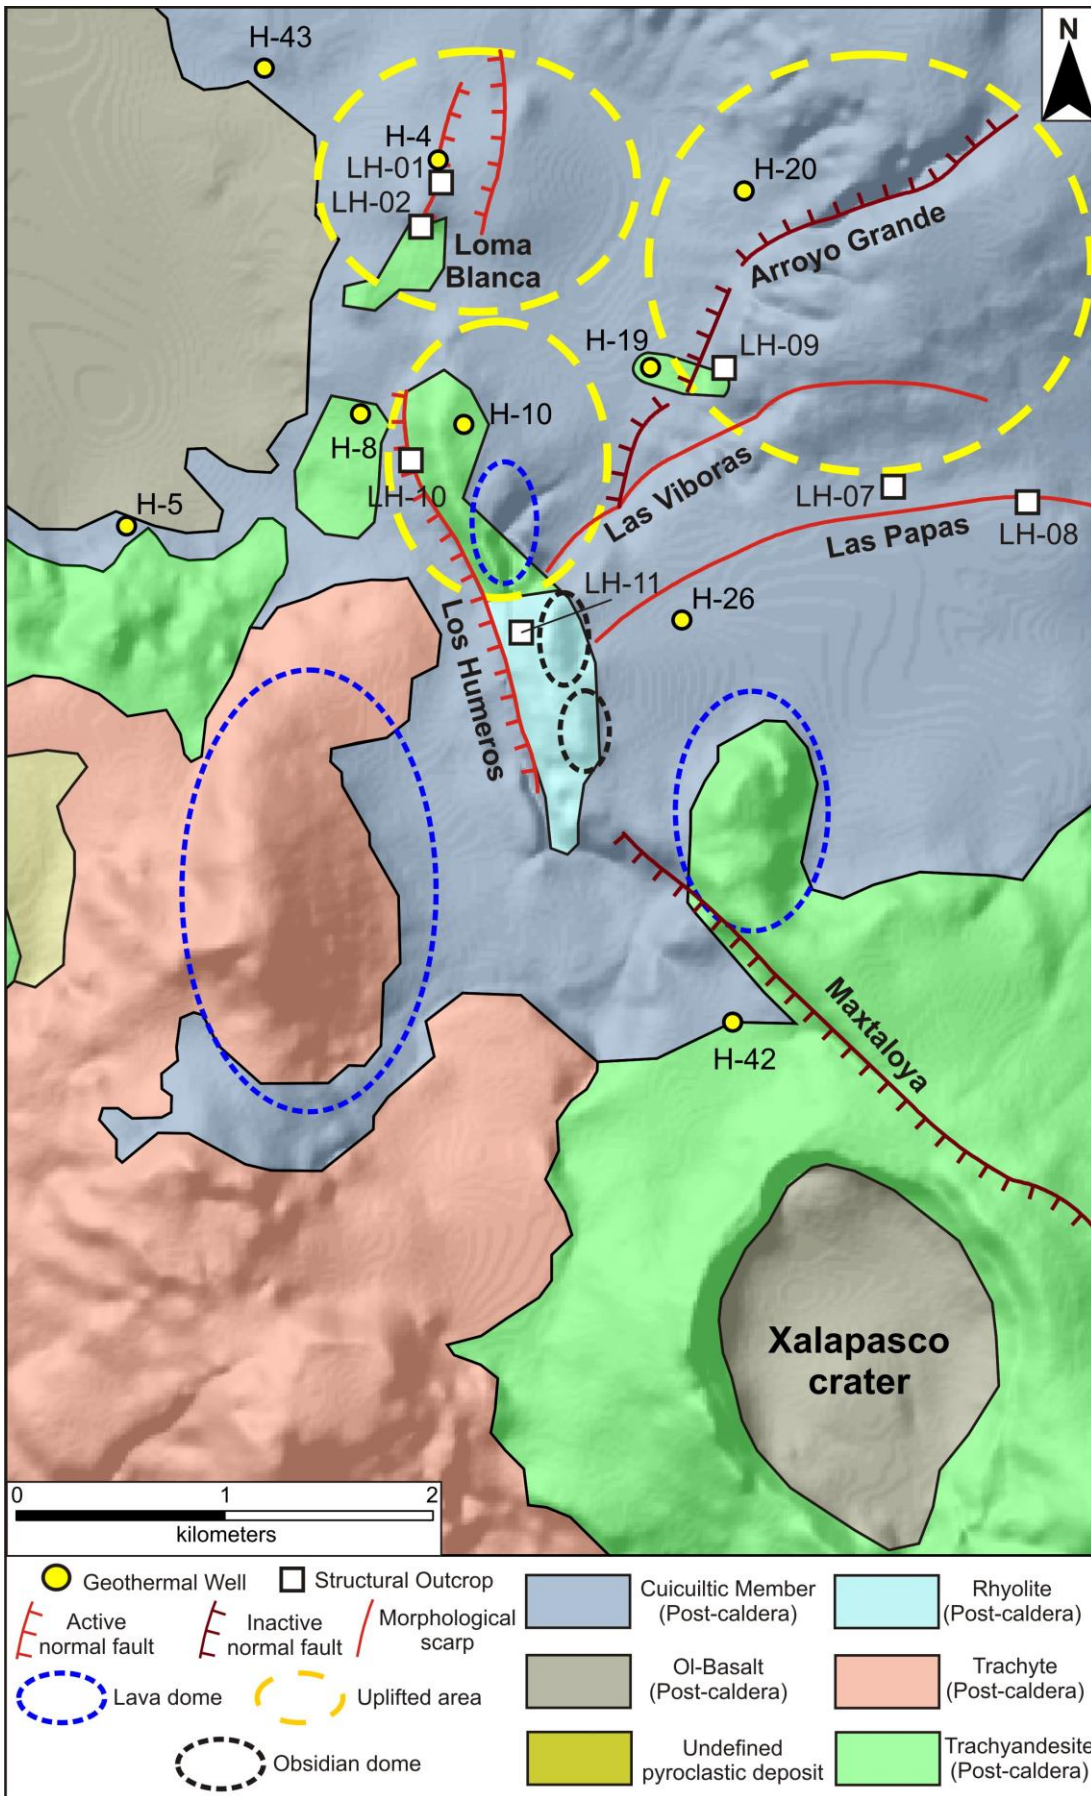 N
H-43
H-4
LH-01
LH-02
Loma
Blanca
H-20
Arroyo Grande
H-19
LH-09
H-8
H-10
LH-10
H-5
Las Viboras
LH-07
Las Papas
LH-08
LH-11
H-26
Los Humeros
Maxtaloya
H-42
Xalapasco
crater
0 1 2
kilometers
Geothermal Well
Structural Outcrop
Active
normal fault
Inactive
normal fault
Morphological
scarp
Lava dome
Uplifted area
Obsidian dome
Cuicuiltic Member
(Post-caldera)
Rhyolite
(Post-caldera)
Ol-Basalt
(Post-caldera)
Trachyte
(Post-caldera)
Undefined
pyroclastic deposit
Trachyandesite
(Post-caldera)